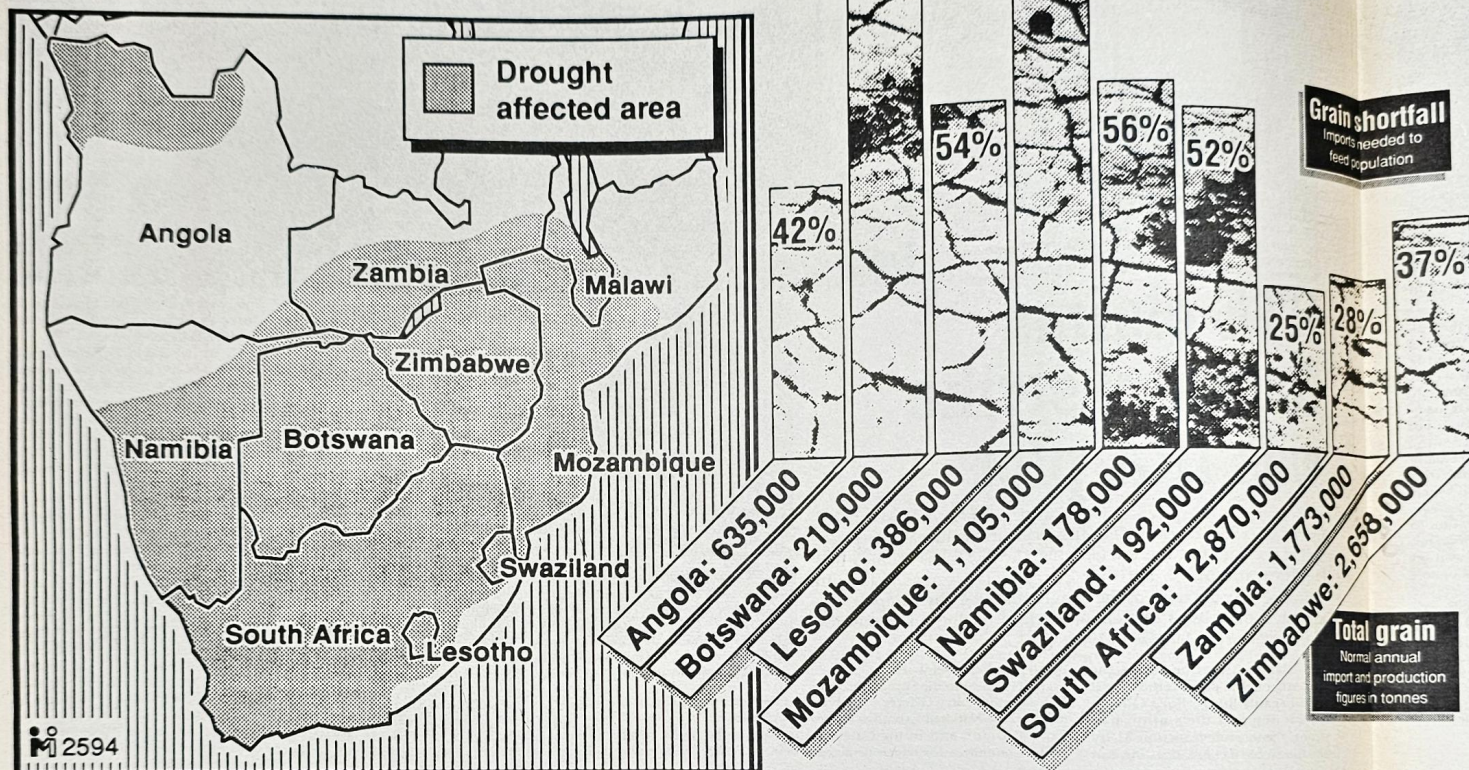 Drought
affected area
Angola
Zambia
Malawi
Zimbabwe
Namibia
Botswana
Mozambique
Swaziland
South Africa
Lesotho
2594
42%
54%
56%
52%
25%
28%
37%
Grain shortfall
Imports needed to
feed population
Angola: 635,000
Botswana: 210,000
Lesotho: 386,000
Mozambique: 1,105,000
Namibia: 178,000
Swaziland: 192,000
South Africa: 12,870,000
Zambia: 1,773,000
Zimbabwe: 2,658,000
Total grain
Normal annual
import and production
figures in tonnes